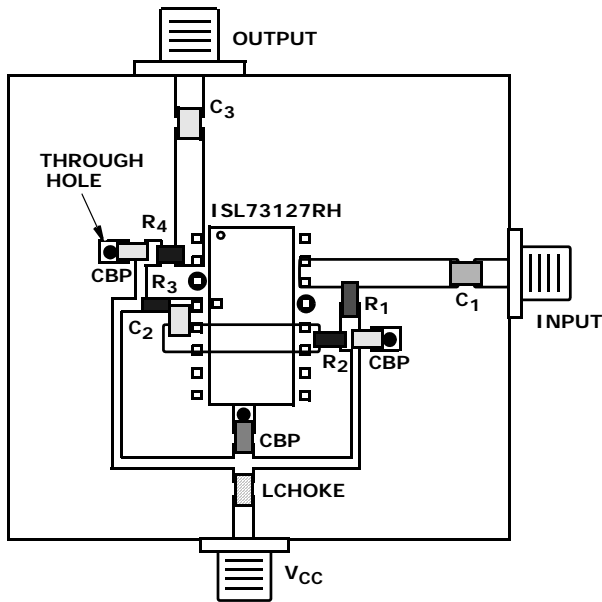 OUTPUT
C3
THROUGH
HOLE
ISL73127RH
R4
CBP
R3
C1
R1
INPUT
C2
R2
CBP
CBP
LCHOKE
VCC